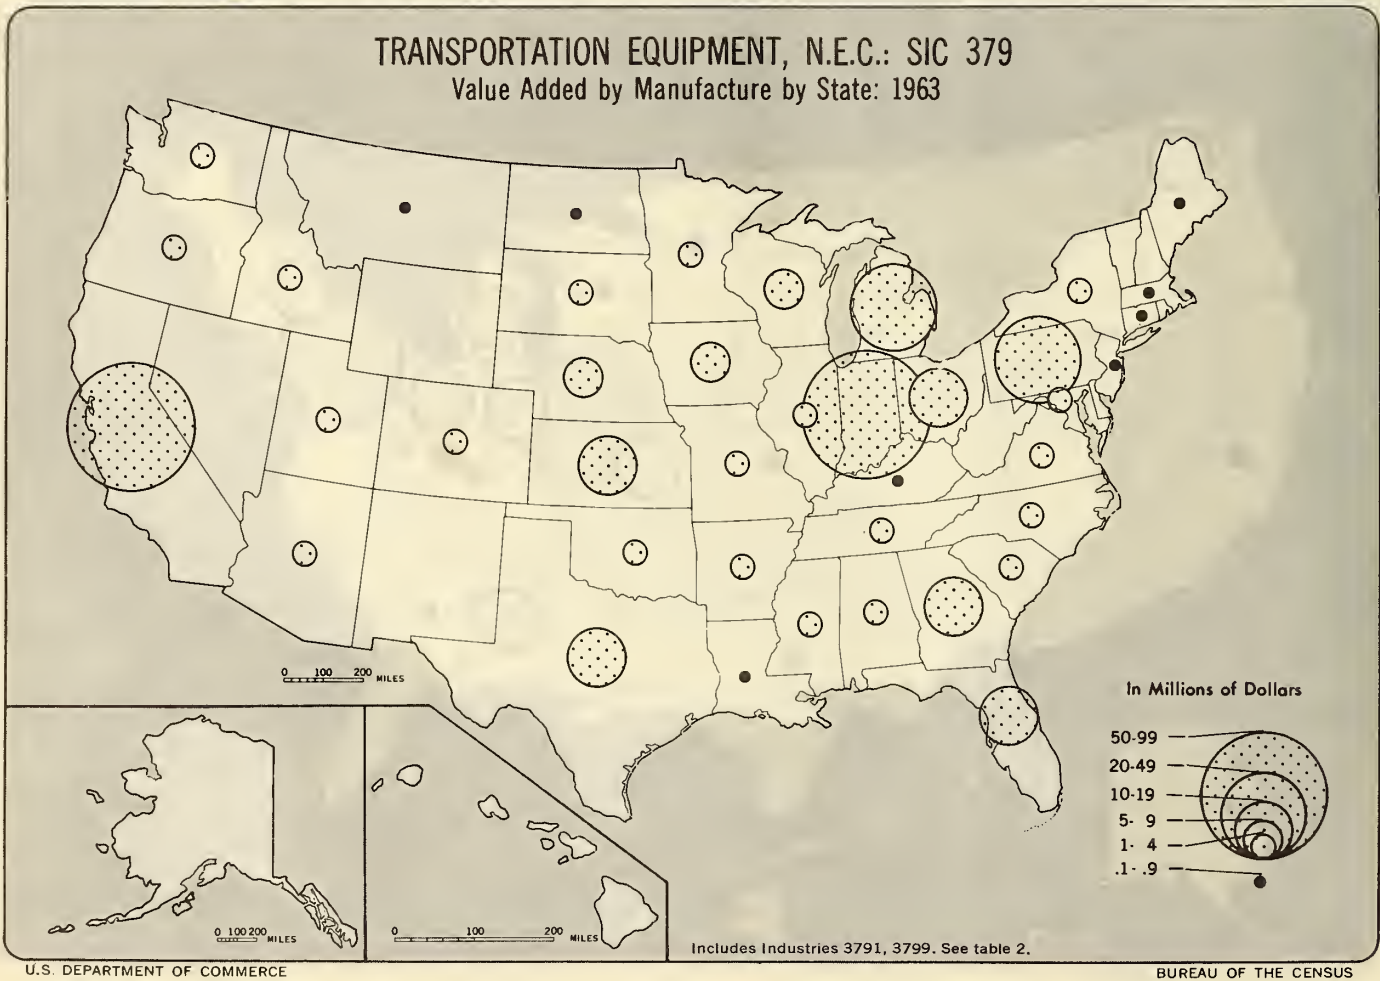 TRANSPORTATION EQUIPMENT, N.E.C.: SIC 379
Value Added by Manufacture by State: 1963
0 100 200 MILES
In Millions of Dollars
50-99
20-49
10-19
5- 9
1- 4
.1- .9
0 100 200 MILES
0 100 200 MILES
Includes Industries 3791, 3799. See table 2.
U.S. DEPARTMENT OF COMMERCE
BUREAU OF THE CENSUS